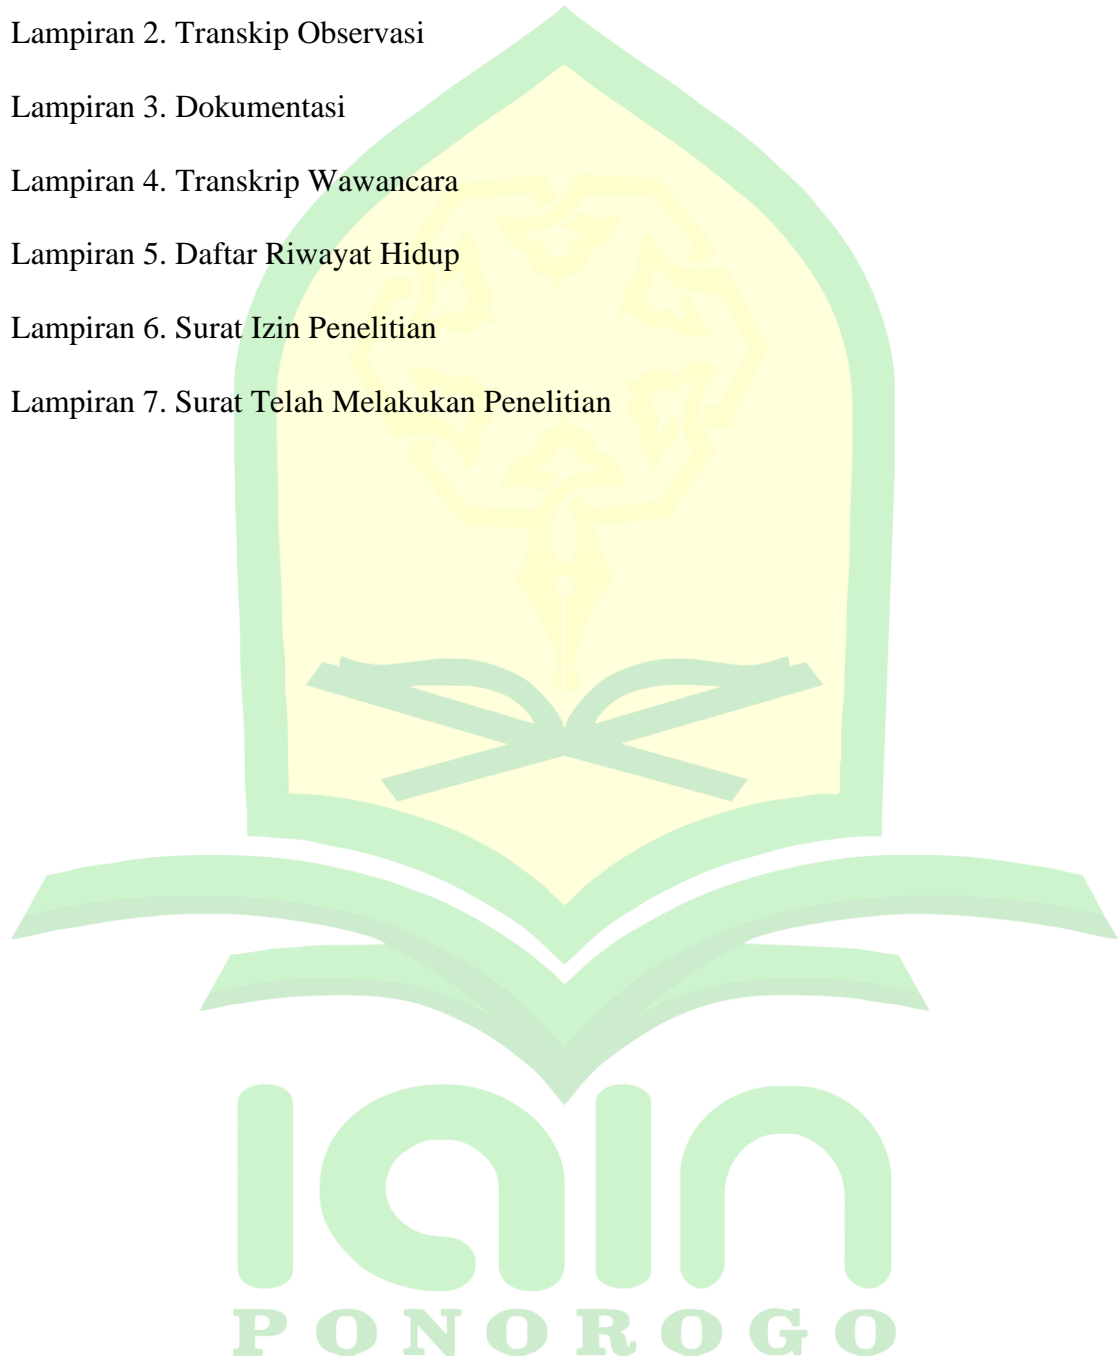 Lampiran 2. Transkip Observasi
Lampiran 3. Dokumentasi
Lampiran 4. Transkrip Wawancara
Lampiran 5. Daftar Riwayat Hidup
Lampiran 6. Surat Izin Penelitian
Lampiran 7. Surat Telah Melakukan Penelitian
iain
PONOROGO